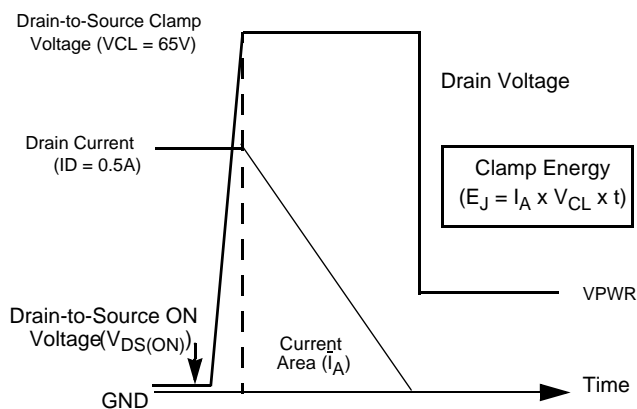 Drain-to-Source Clamp
Voltage (VCL = 65V)
Drain Voltage
Drain Current
(ID = 0.5A)
Clamp Energy
(EJ = IA x VCL x t)
VPWR
Drain-to-Source ON
Voltage(VDS(ON))
Current
Area (IA)
Time
GND